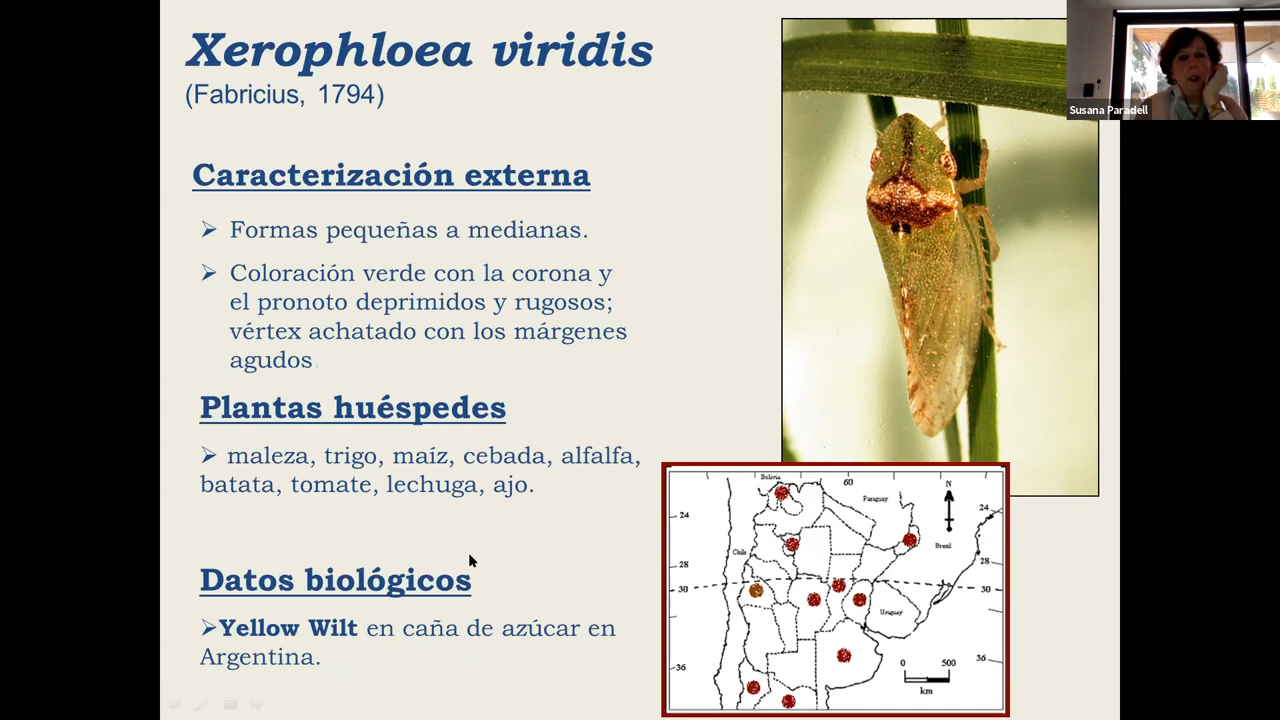 Xerophloea viridis
(Fabricius, 1794)
Susana Paradell
Caracterización externa
Formas pequeñas a medianas.
Coloración verde con la corona y
el pronoto deprimidos y rugosos;
vértex achatado con los márgenes
agudos.
Plantas huéspedes
maleza, trigo, maíz, cebada, alfalfa,
batata, tomate, lechuga, ajo.
Datos biológicos
Yellow Wilt en caña de azúcar en
Argentina.
Bolivia
60
Paraguay
N
24
24
Chile
Brasil
28
28
30
30
Uruguay
36
36
0 500
km